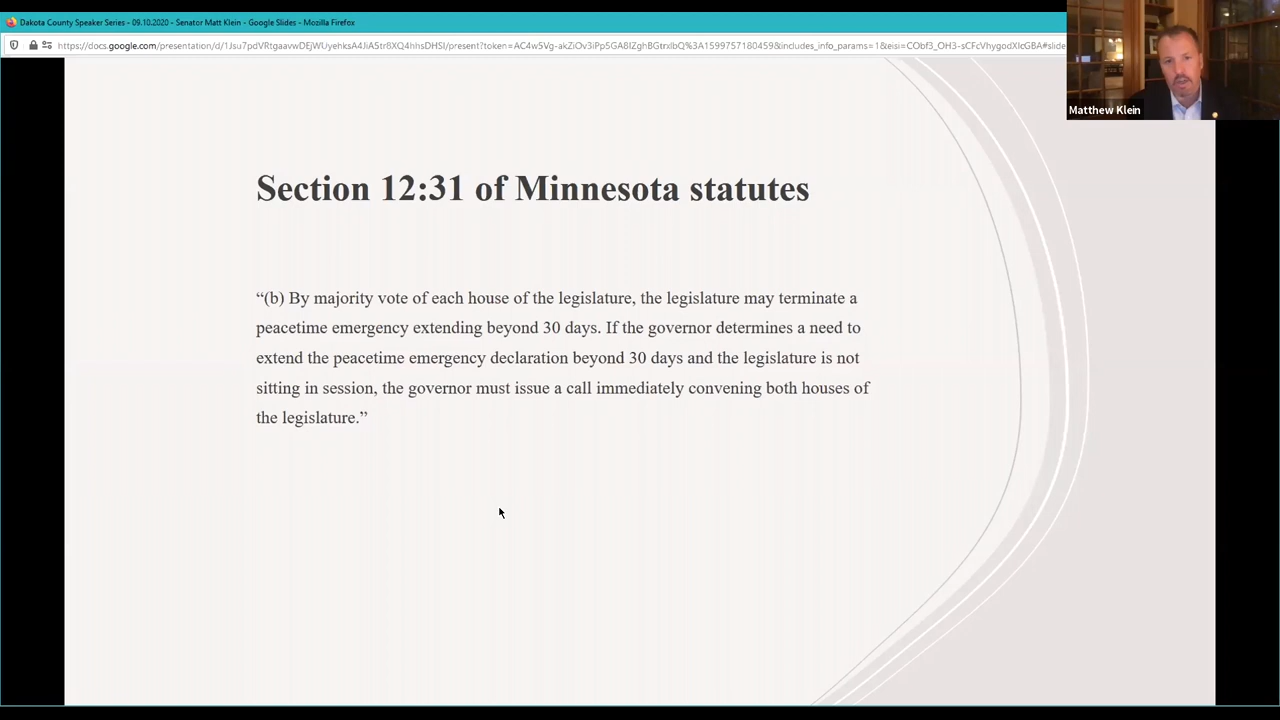 Dakota County Speaker Series - 09.10.2020 - Senator Matt Klein - Google Slides - Mozilla Firefox
Matthew Klein
Section 12:31 of Minnesota statutes
“(b) By majority vote of each house of the legislature, the legislature may terminate a
peacetime emergency extending beyond 30 days. If the governor determines a need to
extend the peacetime emergency declaration beyond 30 days and the legislature is not
sitting in session, the governor must issue a call immediately convening both houses of
the legislature.”